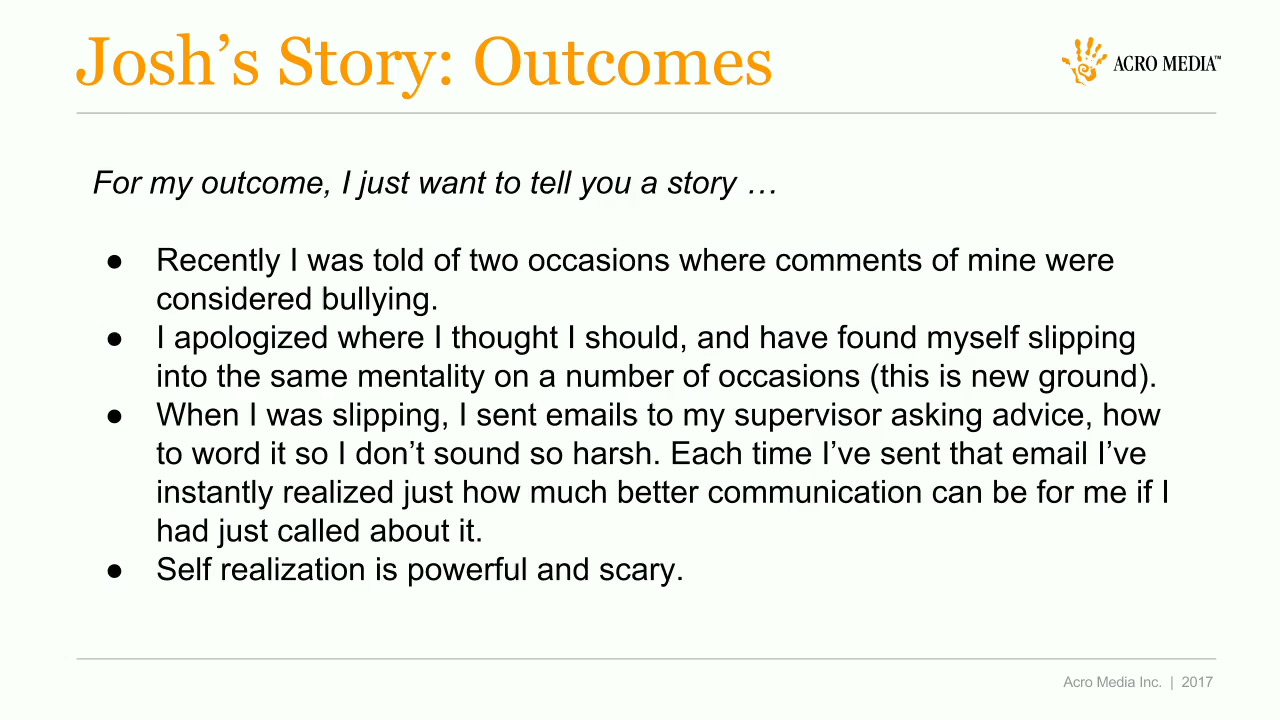 Josh’s Story: Outcomes
ACRO MEDIA™
For my outcome, I just want to tell you a story …
● Recently I was told of two occasions where comments of mine were
considered bullying.
● I apologized where I thought I should, and have found myself slipping
into the same mentality on a number of occasions (this is new ground).
● When I was slipping, I sent emails to my supervisor asking advice, how
to word it so I don’t sound so harsh. Each time I’ve sent that email I’ve
instantly realized just how much better communication can be for me if I
had just called about it.
● Self realization is powerful and scary.
Acro Media Inc. | 2017